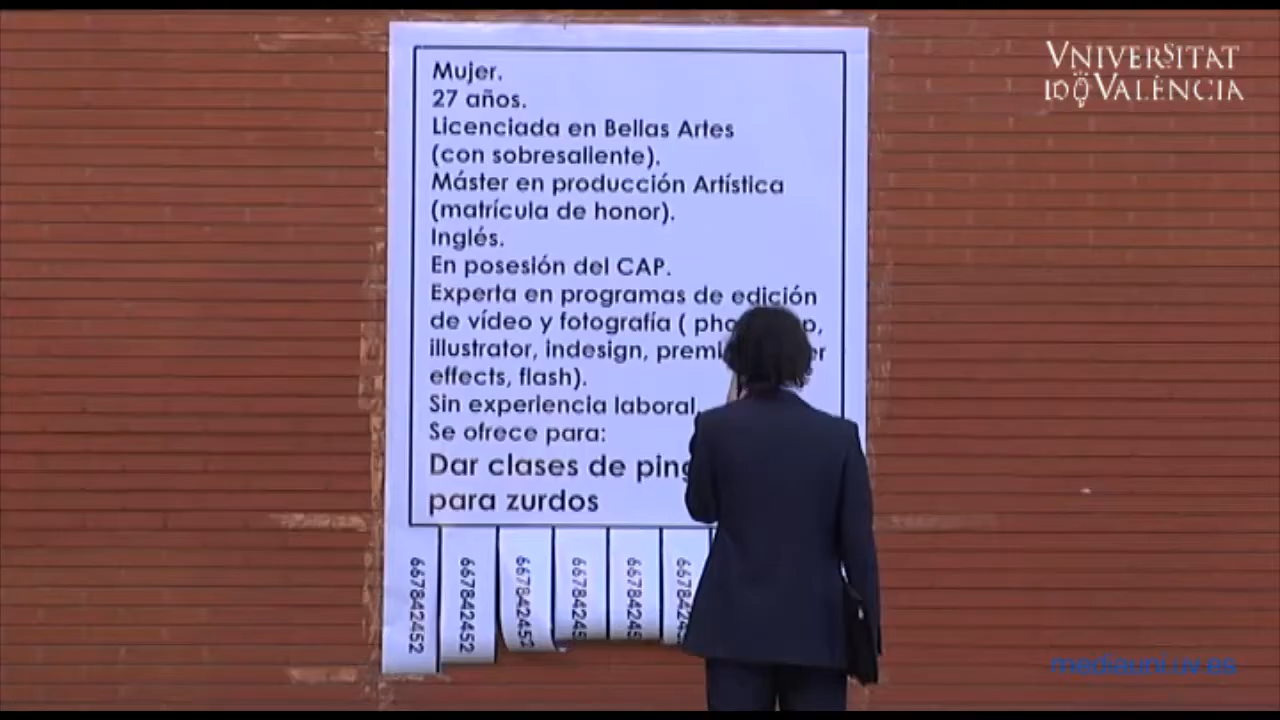 Mujer.
27 años.
Licenciada en Bellas Artes
(con sobresaliente).
Máster en producción Artística
(matrícula de honor).
Inglés.
En posesión del CAP.
Experta en programas de edición
de vídeo y fotografía (
illustrator, indesign,
effects, flash).
Sin experiencia laboral.
Se ofrece para:
Dar clases de
para zurdos
667842452
667842452
667842452
VNIVERSITAT
ID VALÈNCIA
mediauni.uv.es